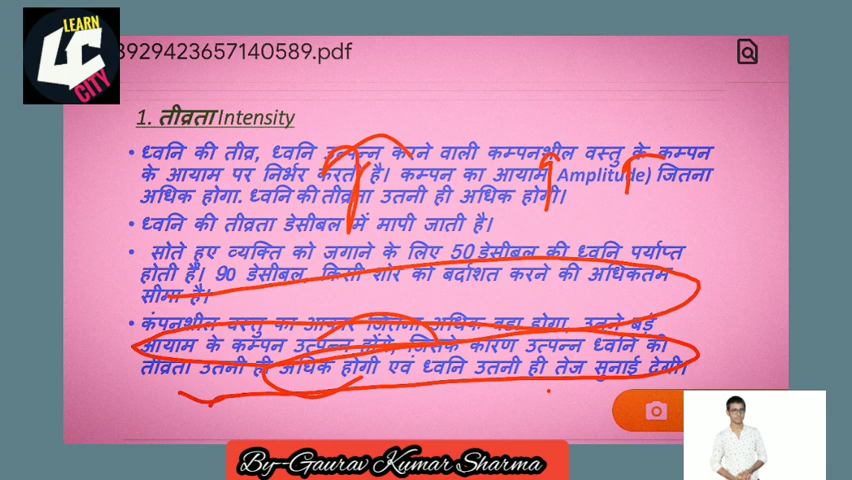 LEARN
LC
CITY
3929423657140589.pdf
1. तीव्रता Intensity
• ध्वनि की तीव्र, ध्वनि उत्पन्न करने वाली कम्पनशील वस्तु के कम्पन
के आयाम पर निर्भर करती है। कम्पन का आयाम Amplitude) जितना
अधिक होगा. ध्वनि की तीव्रता उतनी ही अधिक होगी।
• ध्वनि की तीव्रता डेसीबल में मापी जाती है।
• सोते हुए व्यक्ति को जगाने के लिए 50 डेसीबल की ध्वनि पर्याप्त
होती है। 90 डेसीबल किसी शोर को बर्दाशत करने की अधिकतम
सीमा है।
• कंपनशील वस्तु का आकार जितना अधिक बड़ा होगा, उतने बड़े
आयाम के कम्पन उत्पन्न होंगे, जिसके कारण उत्पन्न ध्वनि की
तीव्रता उतनी ही अधिक होगी एवं ध्वनि उतनी ही तेज सुनाई देगी।
By--Gaurav Kumar Sharma